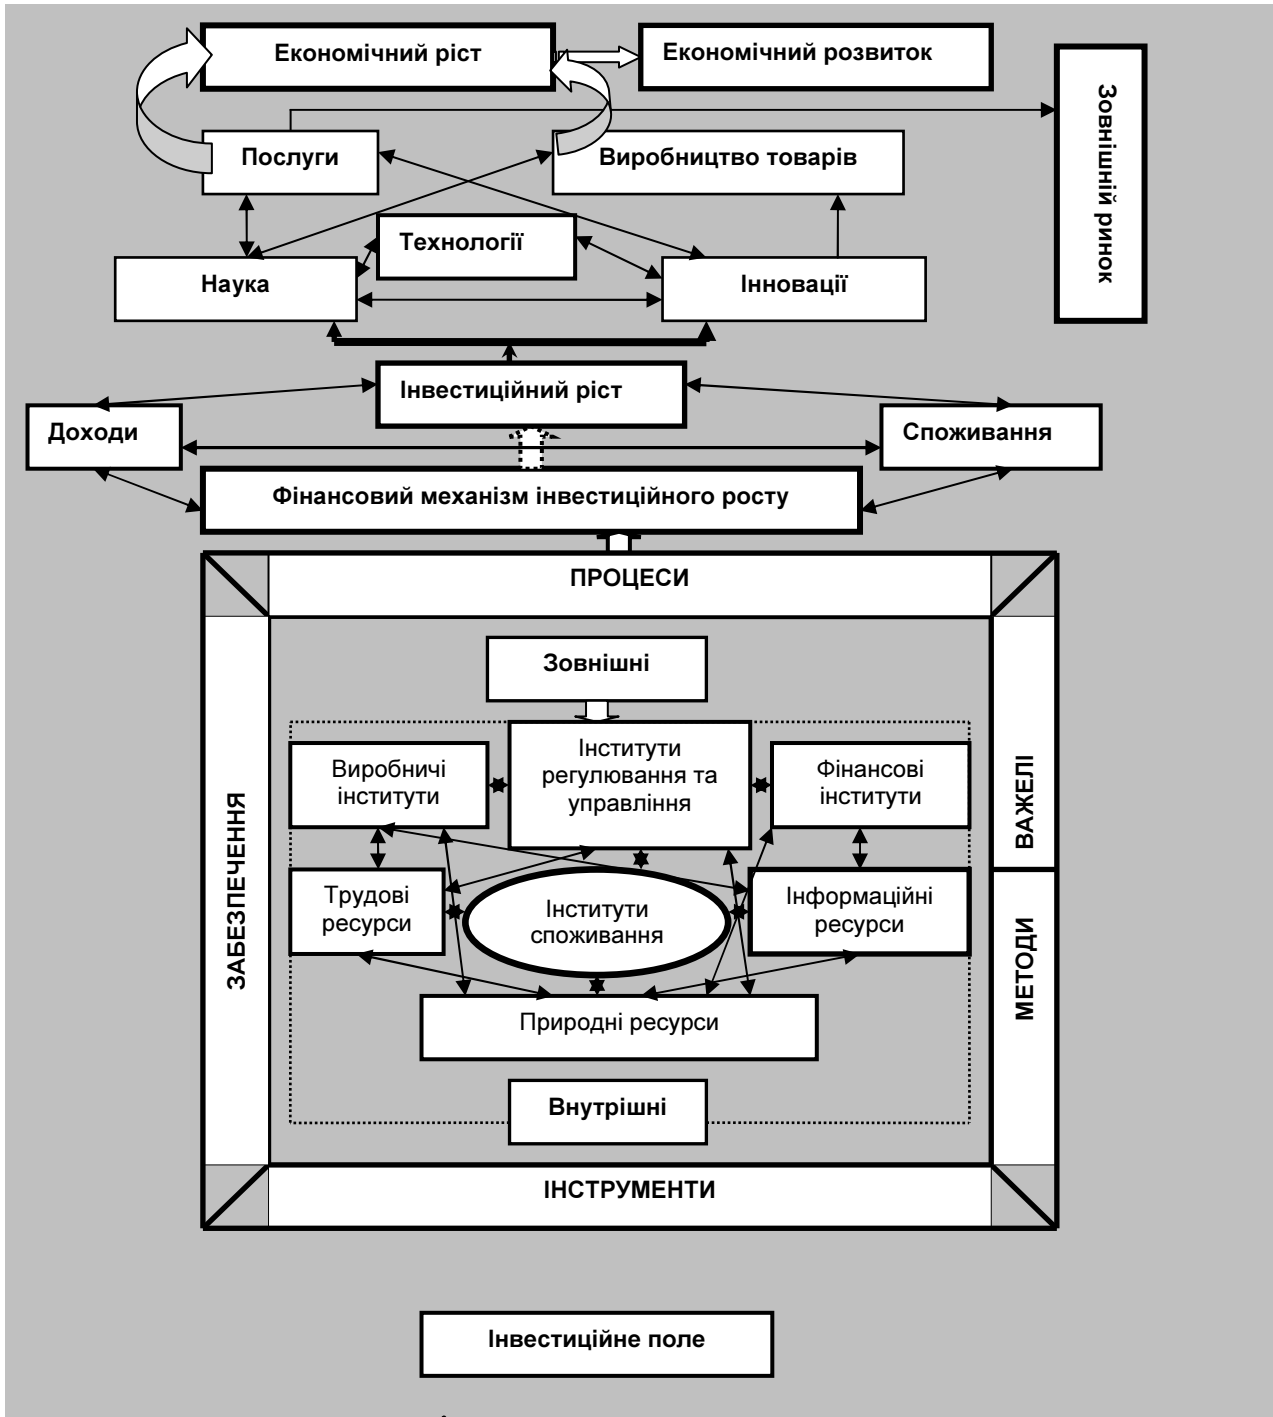 Економічний ріст
Економічний розвиток
Зовнішній ринок
Послуги
Виробництво товарів
Технології
Наука
Інновації
Інвестиційний ріст
Доходи
Споживання
Фінансовий механізм інвестиційного росту
ПРОЦЕСИ
Зовнішні
Інститути
регулювання та
управління
Виробничі
інститути
Фінансові
інститути
ЗАБЕЗПЕЧЕННЯ
ВАЖЕЛІ
Трудові
ресурси
Інститути
споживання
Інформаційні
ресурси
МЕТОДИ
Природні ресурси
Внутрішні
ІНСТРУМЕНТИ
Інвестиційне поле